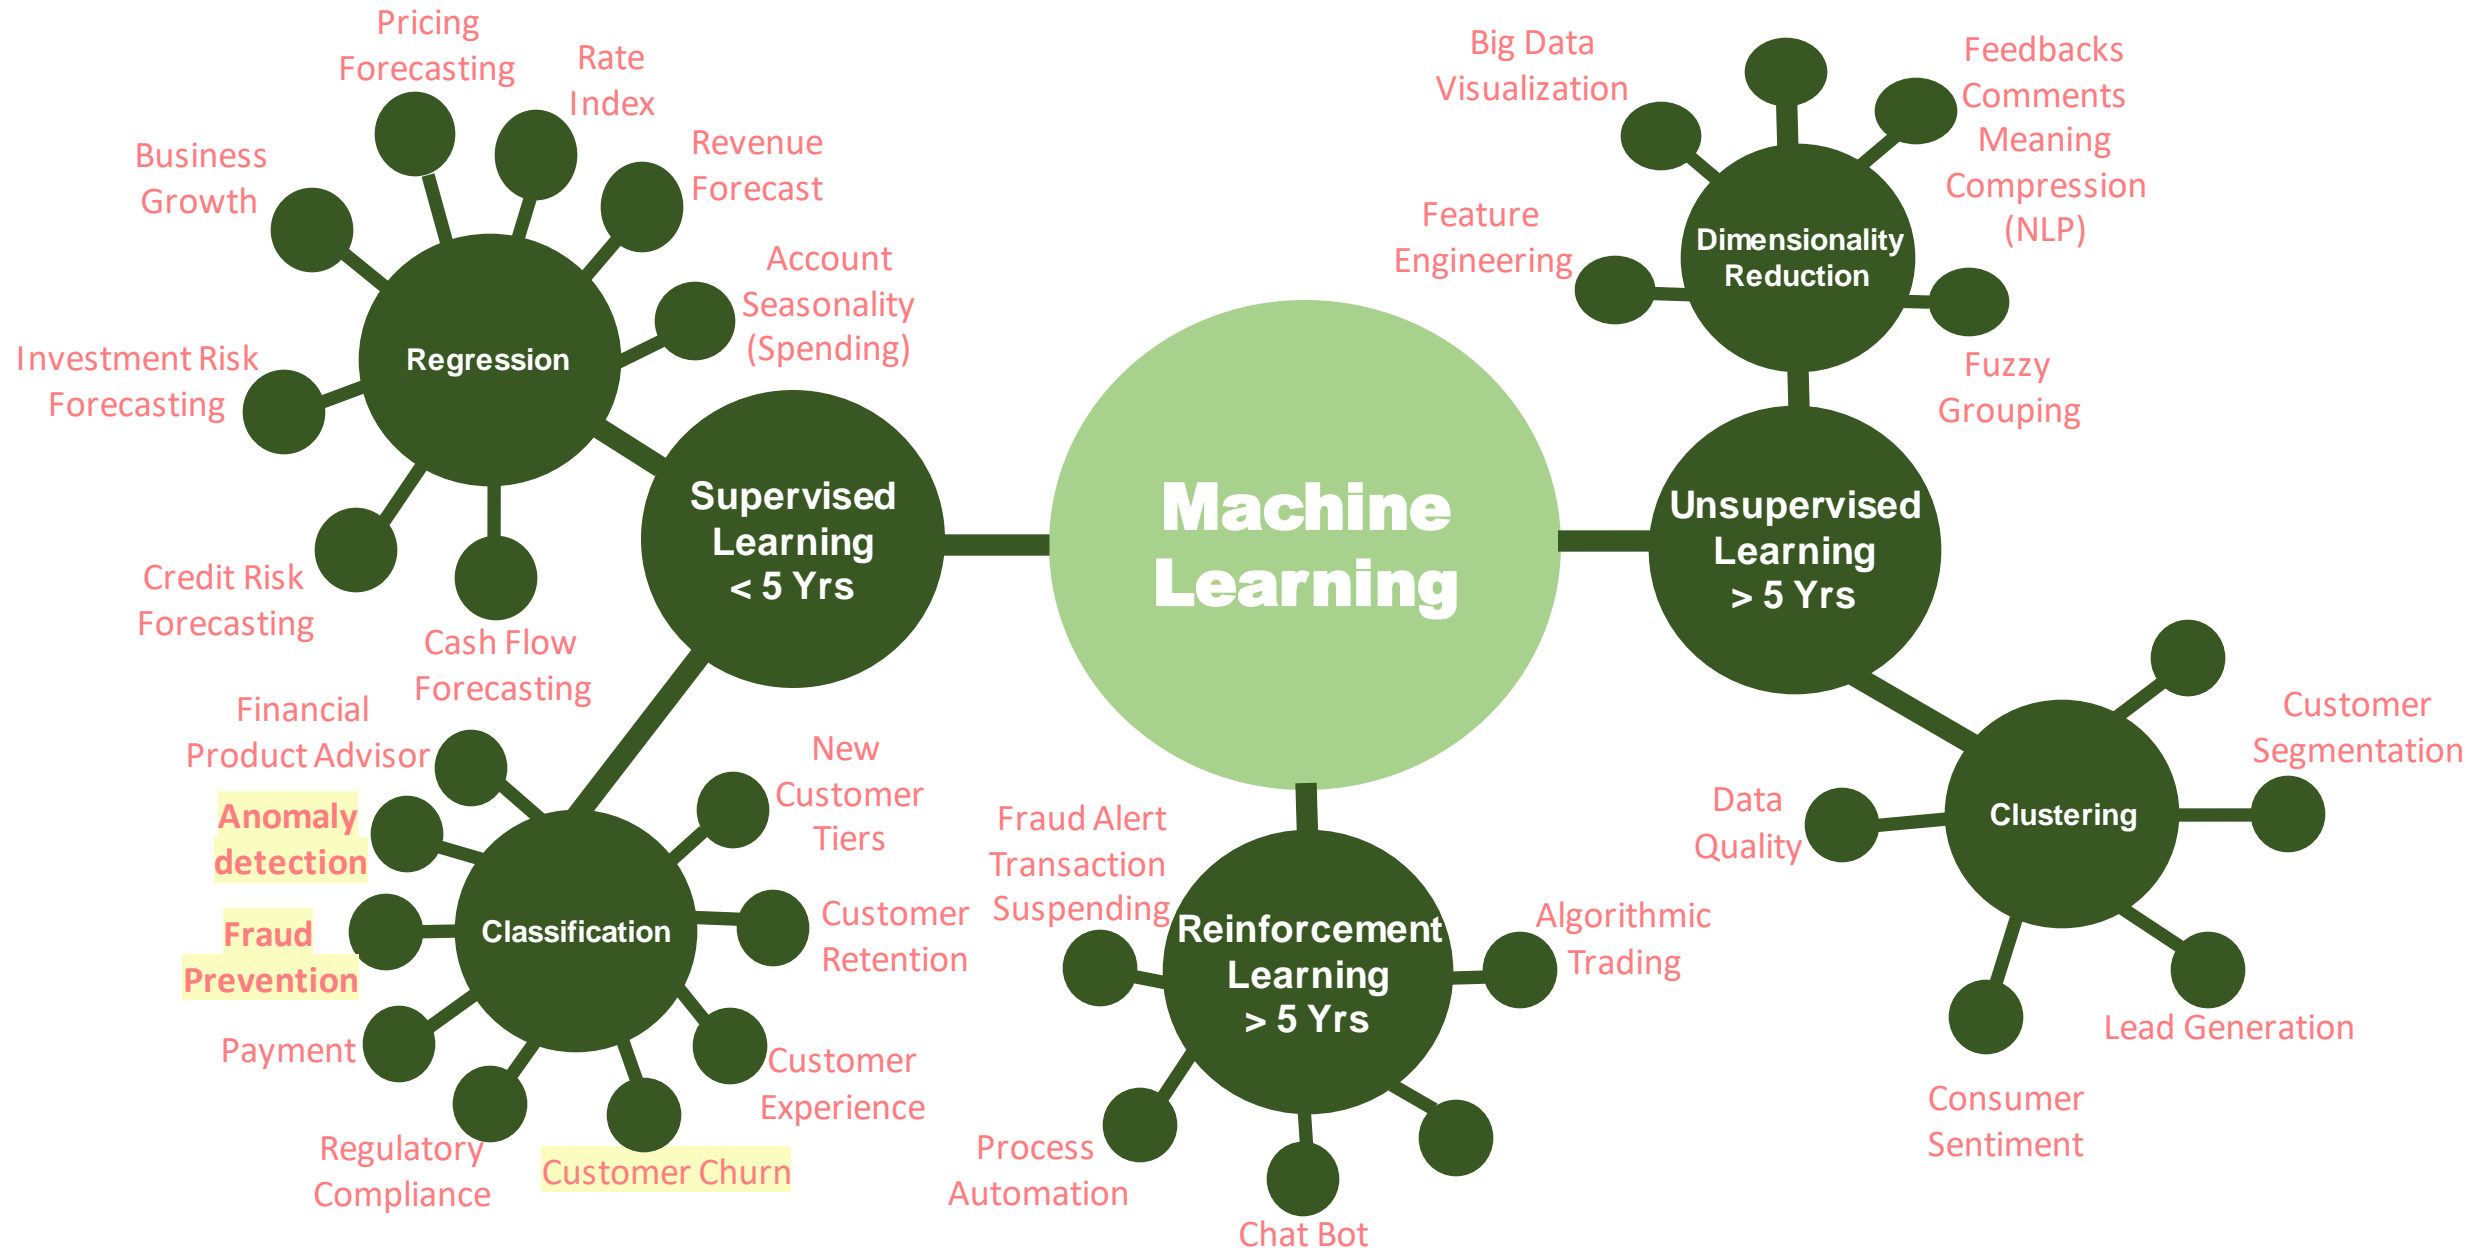 Pricing
Forecasting
Rate
Index
Revenue
Forecast
Business
Growth
Account
Seasonality
(Spending)
Investment Risk
Forecasting
Regression
Credit Risk
Forecasting
Cash Flow
Forecasting
Supervised
Learning
< 5 Yrs
Financial
Product Advisor
Anomaly
detection
Fraud
Prevention
Payment
Regulatory
Compliance
Customer Churn
Customer
Experience
Customer
Retention
New
Customer
Tiers
Classification
Machine
Learning
Fraud Alert
Transaction
Suspending
Reinforcement
Learning
> 5 Yrs
Algorithmic
Trading
Process
Automation
Chat Bot
Big Data
Visualization
Feedbacks
Comments
Meaning
Compression
(NLP)
Feature
Engineering
Dimensionality
Reduction
Fuzzy
Grouping
Unsupervised
Learning
> 5 Yrs
Customer
Segmentation
Data
Quality
Clustering
Lead Generation
Consumer
Sentiment